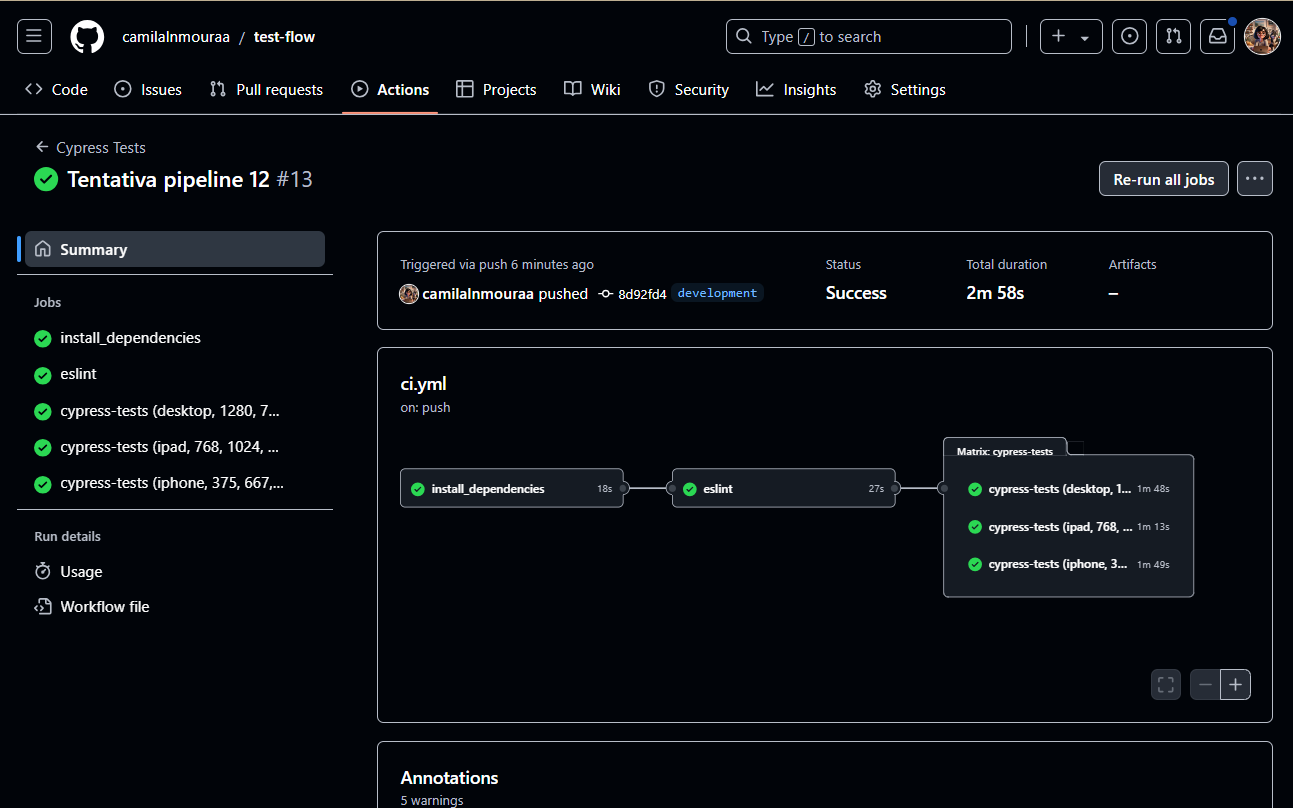 camilalnmouraa / test-flow
Type / to search
Code
Issues
Pull requests
Actions
Projects
Wiki
Security
Insights
Settings
Cypress Tests
Tentativa pipeline 12 #13
Re-run all jobs
Summary
Jobs
install_dependencies
eslint
cypress-tests (desktop, 1280, 7...
cypress-tests (ipad, 768, 1024, ...
cypress-tests (iphone, 375, 667,...
Run details
Usage
Workflow file
Triggered via push 6 minutes ago
camilalnmouraa pushed 8d92fd4 development
Status
Success
Total duration
2m 58s
Artifacts
–
ci.yml
on: push
install_dependencies 18s
eslint 27s
Matrix: cypress-tests
cypress-tests (desktop, 1... 1m 48s
cypress-tests (ipad, 768, ... 1m 13s
cypress-tests (iphone, 3... 1m 49s
Annotations
5 warnings